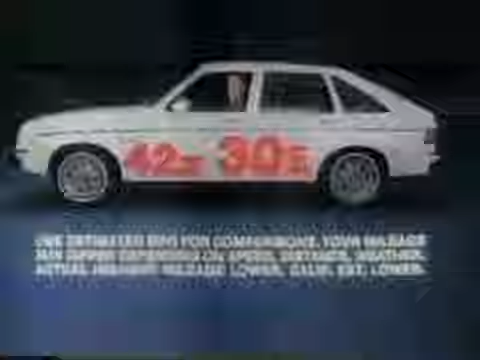 42 30
USE ESTIMATED MPG FOR COMPARISONS. YOUR MILEAGE
MAY DIFFER DEPENDING ON SPEED, DISTANCE, WEATHER.
ACTUAL HIGHWAY MILEAGE LOWER. CALIF. EST. LOWER.